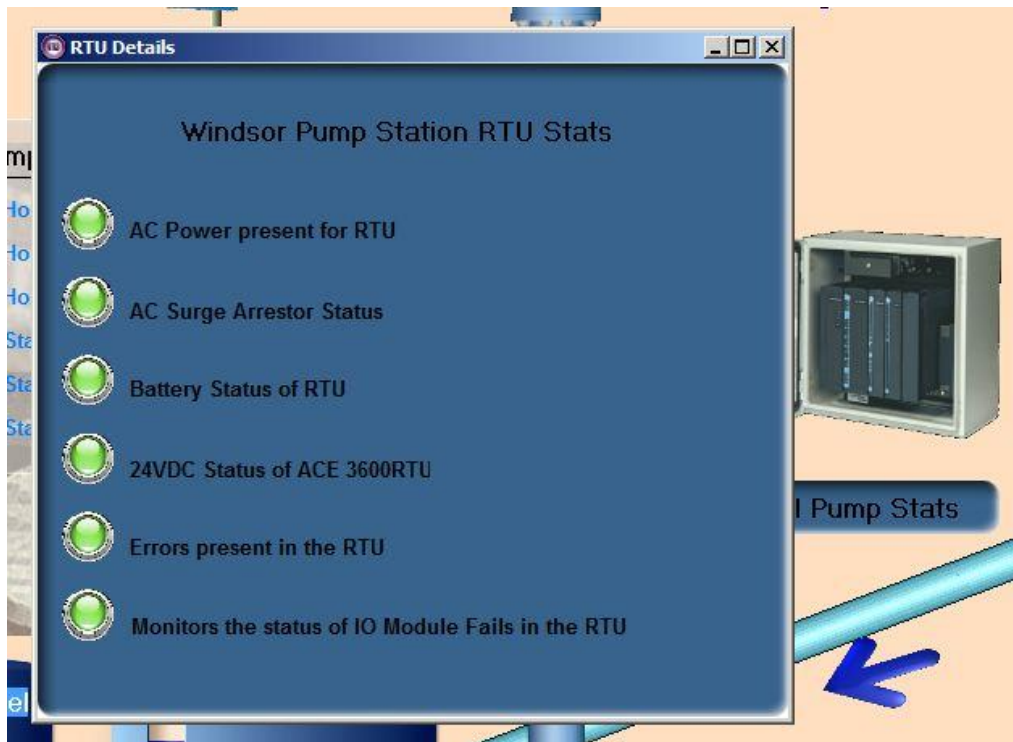 RTU Details
Windsor Pump Station RTU Stats
AC Power present for RTU
AC Surge Arrestor Status
Battery Status of RTU
24VDC Status of ACE 3600RTU
Errors present in the RTU
Monitors the status of IO Module Fails in the RTU
Pump Stats